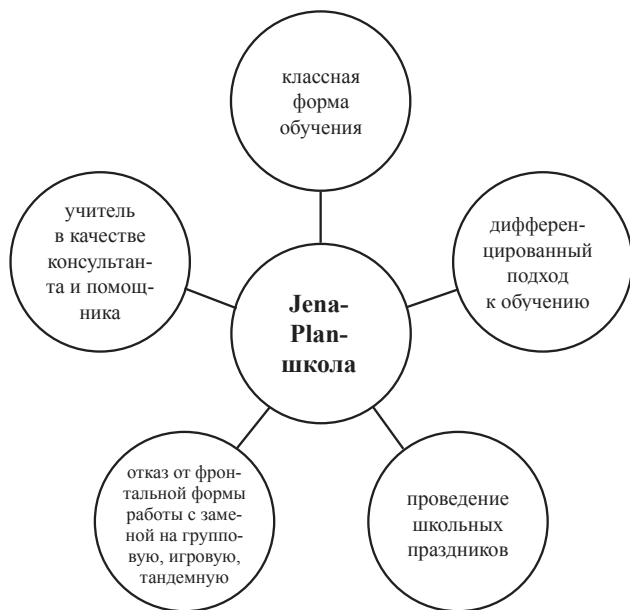 классная
форма
обучения
учитель
в качестве
консультан-
та и помощ-
ника
дифферен-
цированный
подход
к обучению
Jena-
Plan-
школа
отказ от фрон-
тальной формы
работы с заме-
ной на группо-
вую, игровую,
тандемную
проведение
школьных
праздников